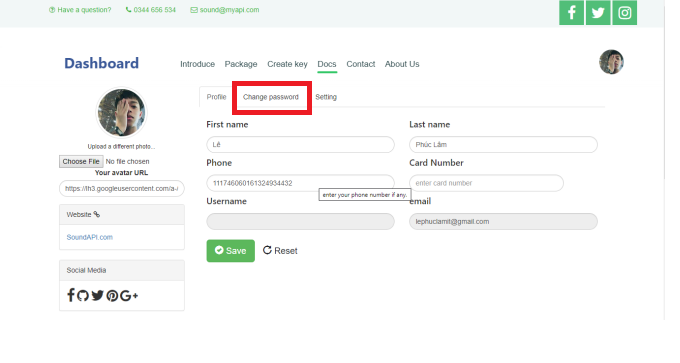 Have a question? 0344 656 534 sound@myapi.com
Dashboard
Introduce Package Create key Docs Contact About Us
Profile Change password Setting
Upload a different photo...
Choose File No file chosen
Your avatar URL
https://lh3.googleusercontent.com/a-/
Website
SoundAPI.com
Social Media
First name
Lê
Last name
Phúc Lâm
Phone
111746060161324934432
Card Number
enter card number
enter your phone number if any.
Username
email
lephuclamit@gmail.com
Save Reset